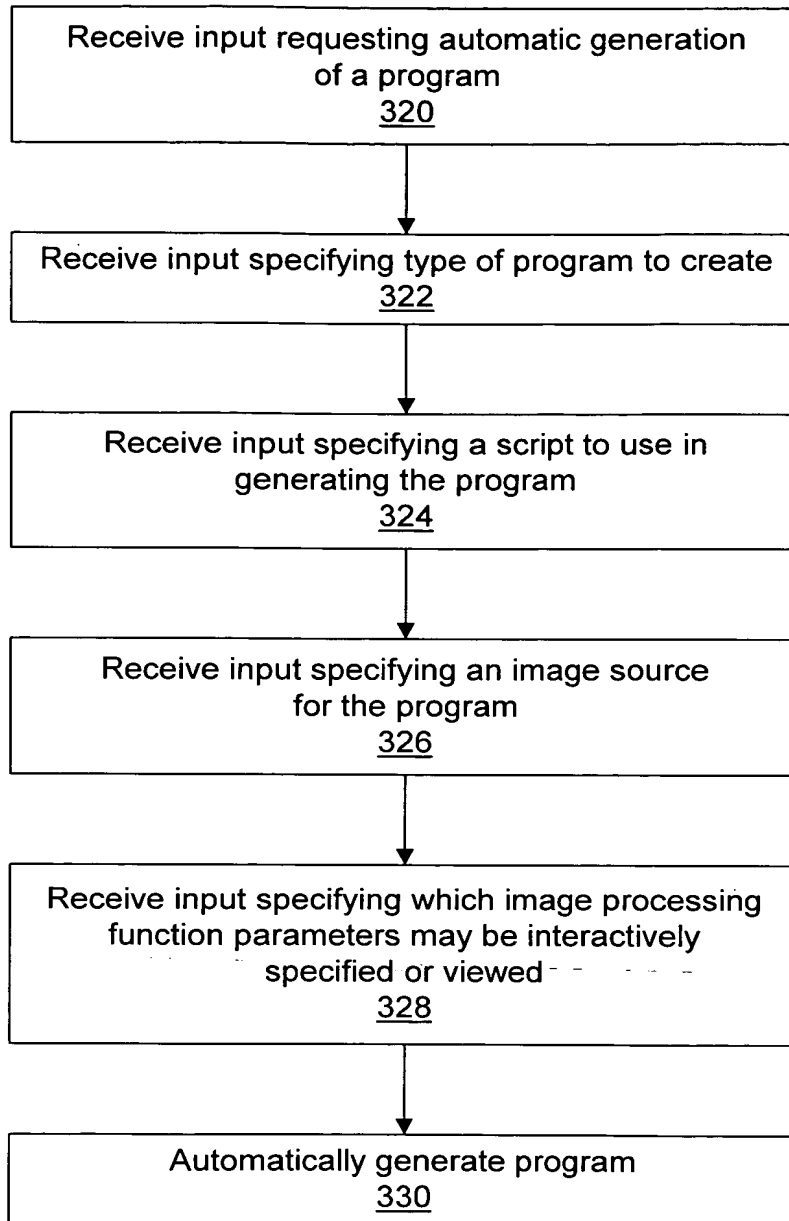 Receive input requesting automatic generation
of a program
320
Receive input specifying type of program to create
322
Receive input specifying a script to use in
generating the program
324
Receive input specifying an image source
for the program
326
Receive input specifying which image processing
function parameters may be interactively
specified or viewed
328
Automatically generate program
330